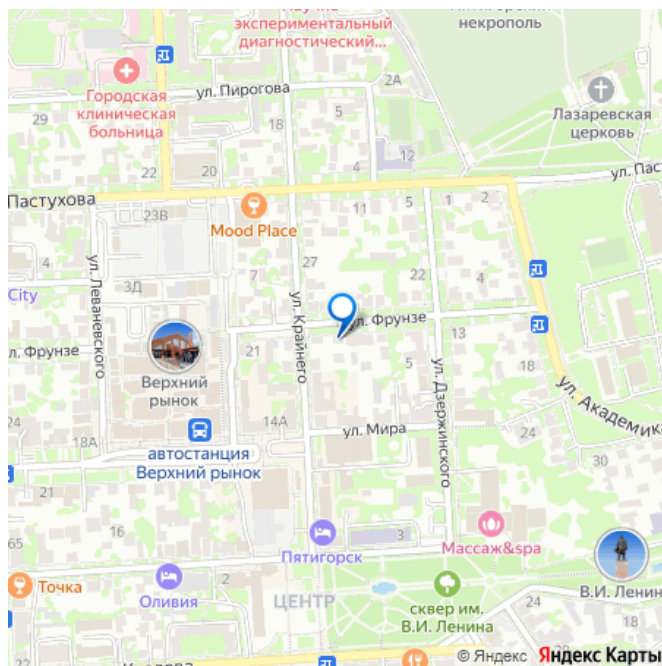 экспериментальный
диагностический...
некрополь
Городская
клиническая
больница
ул. Пирогова
2А
Лазаревская
церковь
29
18
5
4
12
22
20
ул. Пас
Пастухова
23В
Mood Place
11
5
1
2
ул. Леваневского
3Д
7
27
22
4
City
ул. Крайнего
ул. Фрунзе
ул. Фрунзе
21
13
5
ул. Дзержинского
Верхний
рынок
24
14А
ул. Мира
24
ул. Академика
18А
автостанция
Верхний рынок
30
16
65
Пятигорск
3
Массаж&spa
Точка
Оливия
2
ЦЕНТР
сквер им.
В.И. Ленина
В.И. Ленин
24
18
28
© Яндекс Яндекс Карты